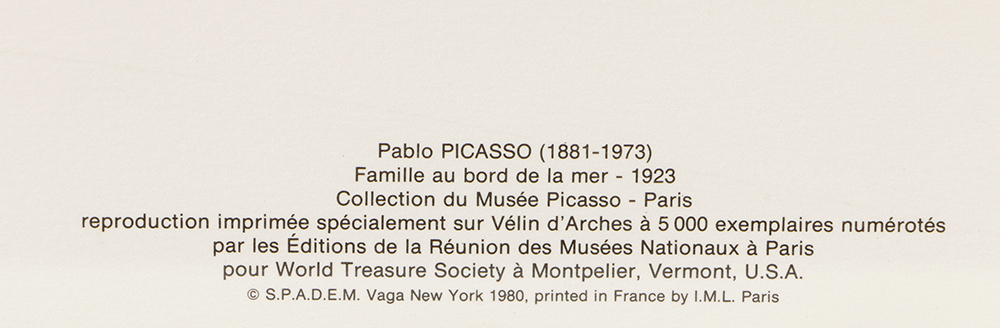 Pablo PICASSO (1881-1973)
Famille au bord de la mer - 1923
Collection du Musée Picasso - Paris
reproduction imprimée spécialement sur Vélin d'Arches à 5 000 exemplaires numérotés
par les Éditions de la Réunion des Musées Nationaux à Paris
pour World Treasure Society à Montpelier, Vermont, U.S.A.
© S.P.A.D.E.M. Vaga New York 1980, printed in France by I.M.L. Paris